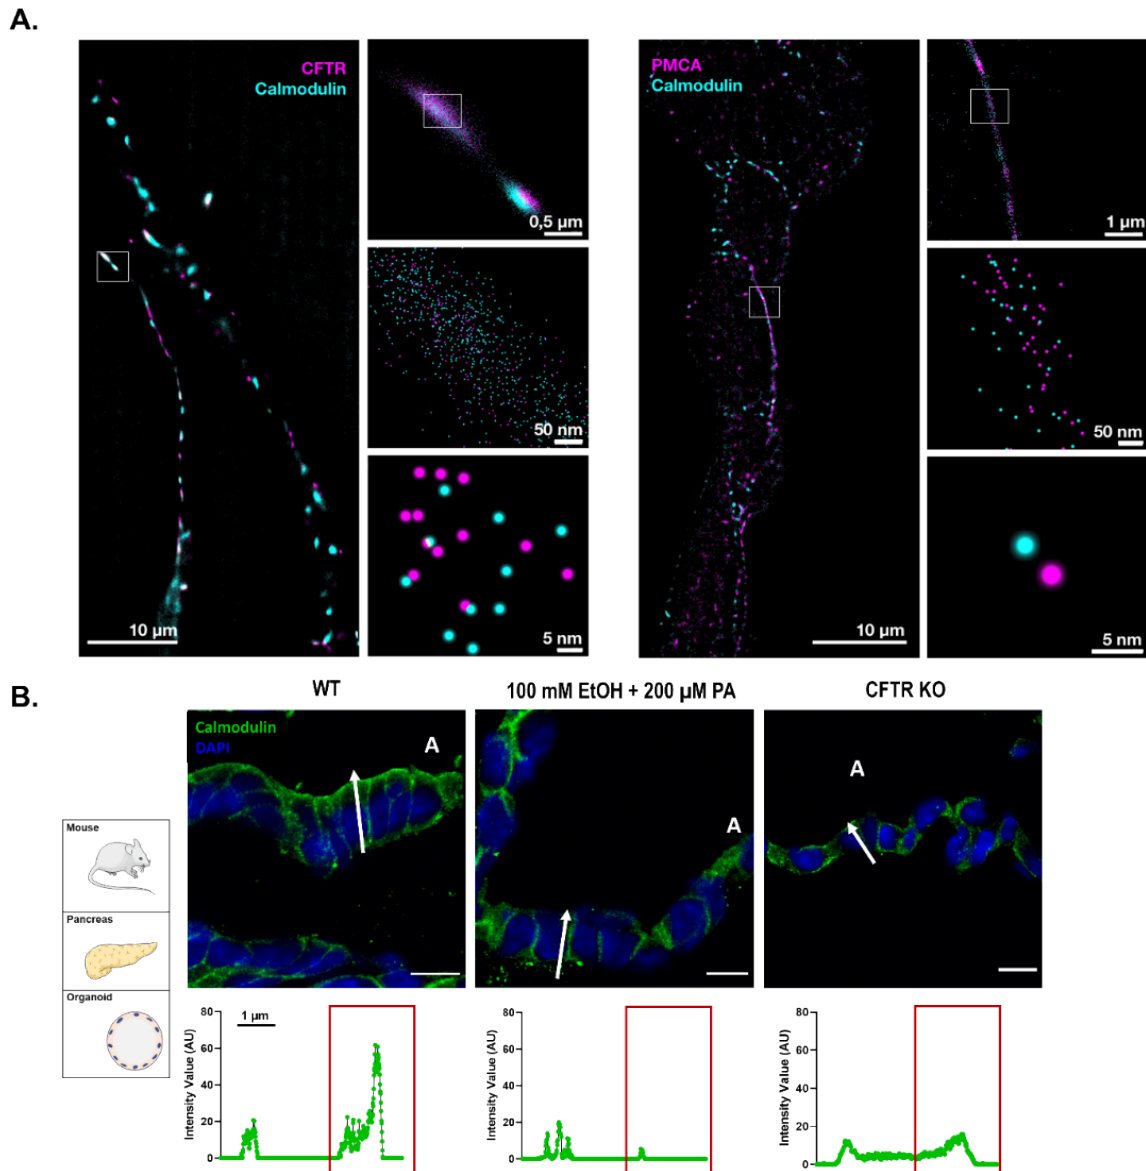 A.
CFTR
Calmodulin
10 µm
0,5 µm
50 nm
5 nm
PMCA
Calmodulin
10 µm
1 µm
50 nm
5 nm
B.
WT
100 mM EtOH + 200 µM PA
CFTR KO
Calmodulin
DAPI
A
A
A
Mouse
Pancreas
Organoid
Intensity Value (AU)
80
60
40
20
0
1 µm
Intensity Value (AU)
80
60
40
20
0
Intensity Value (AU)
80
60
40
20
0